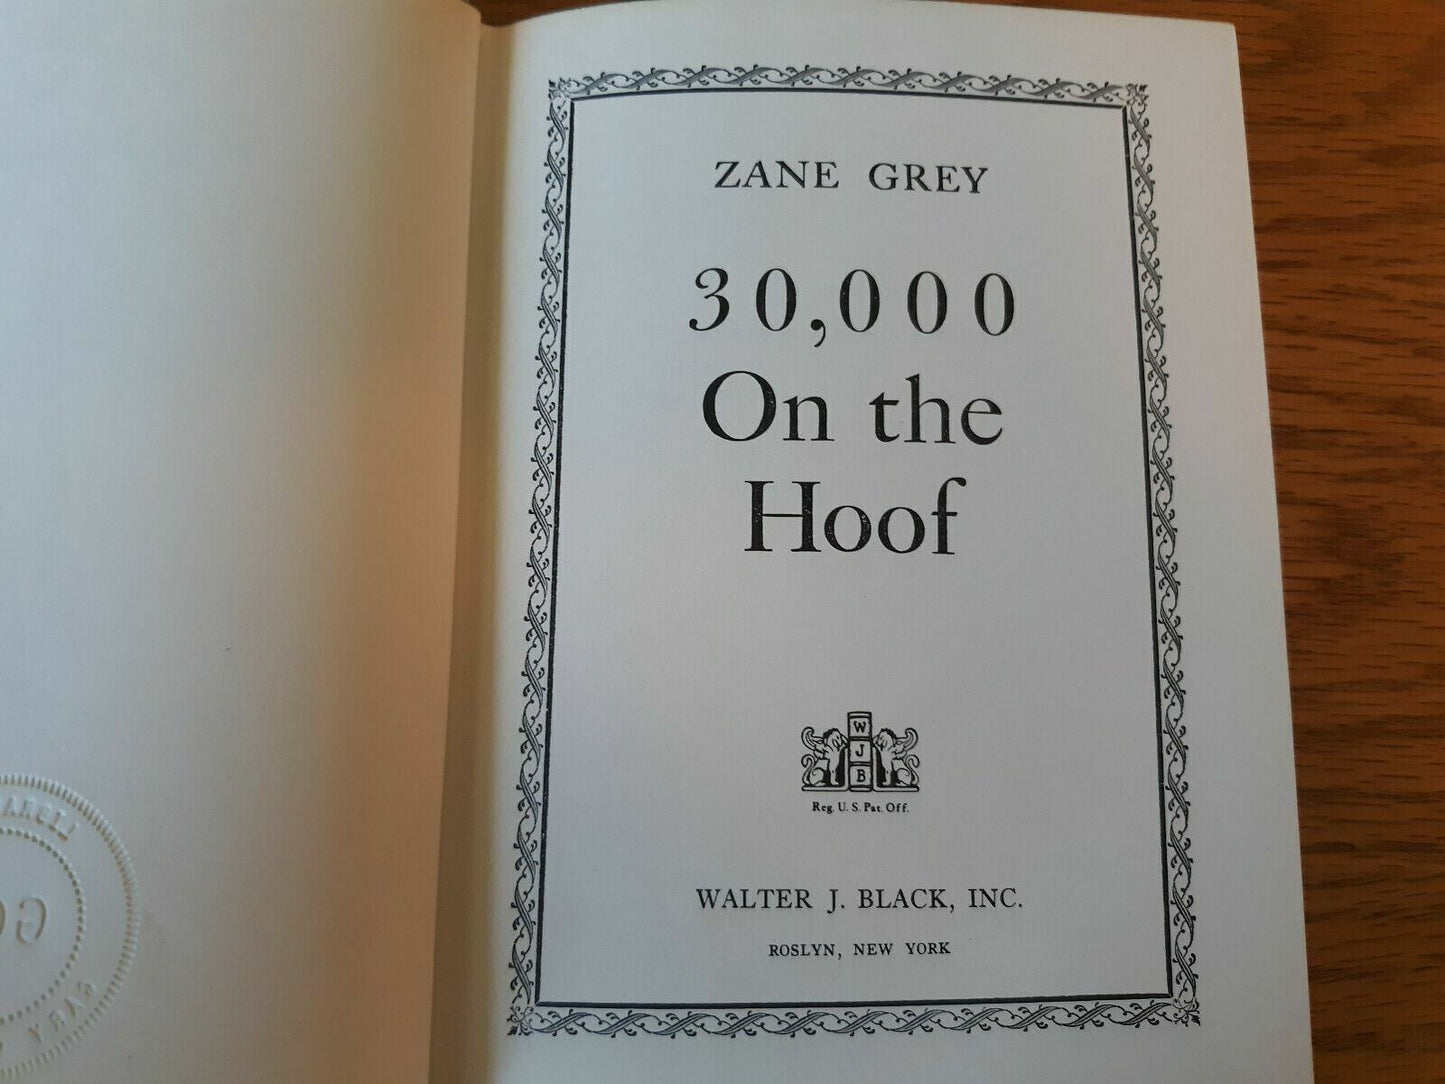 ZANE GREY
30,000
On the
Hoof
W
J
B
Reg. U. S. Pat. Off.
WALTER J. BLACK, INC.
ROSLYN, NEW YORK